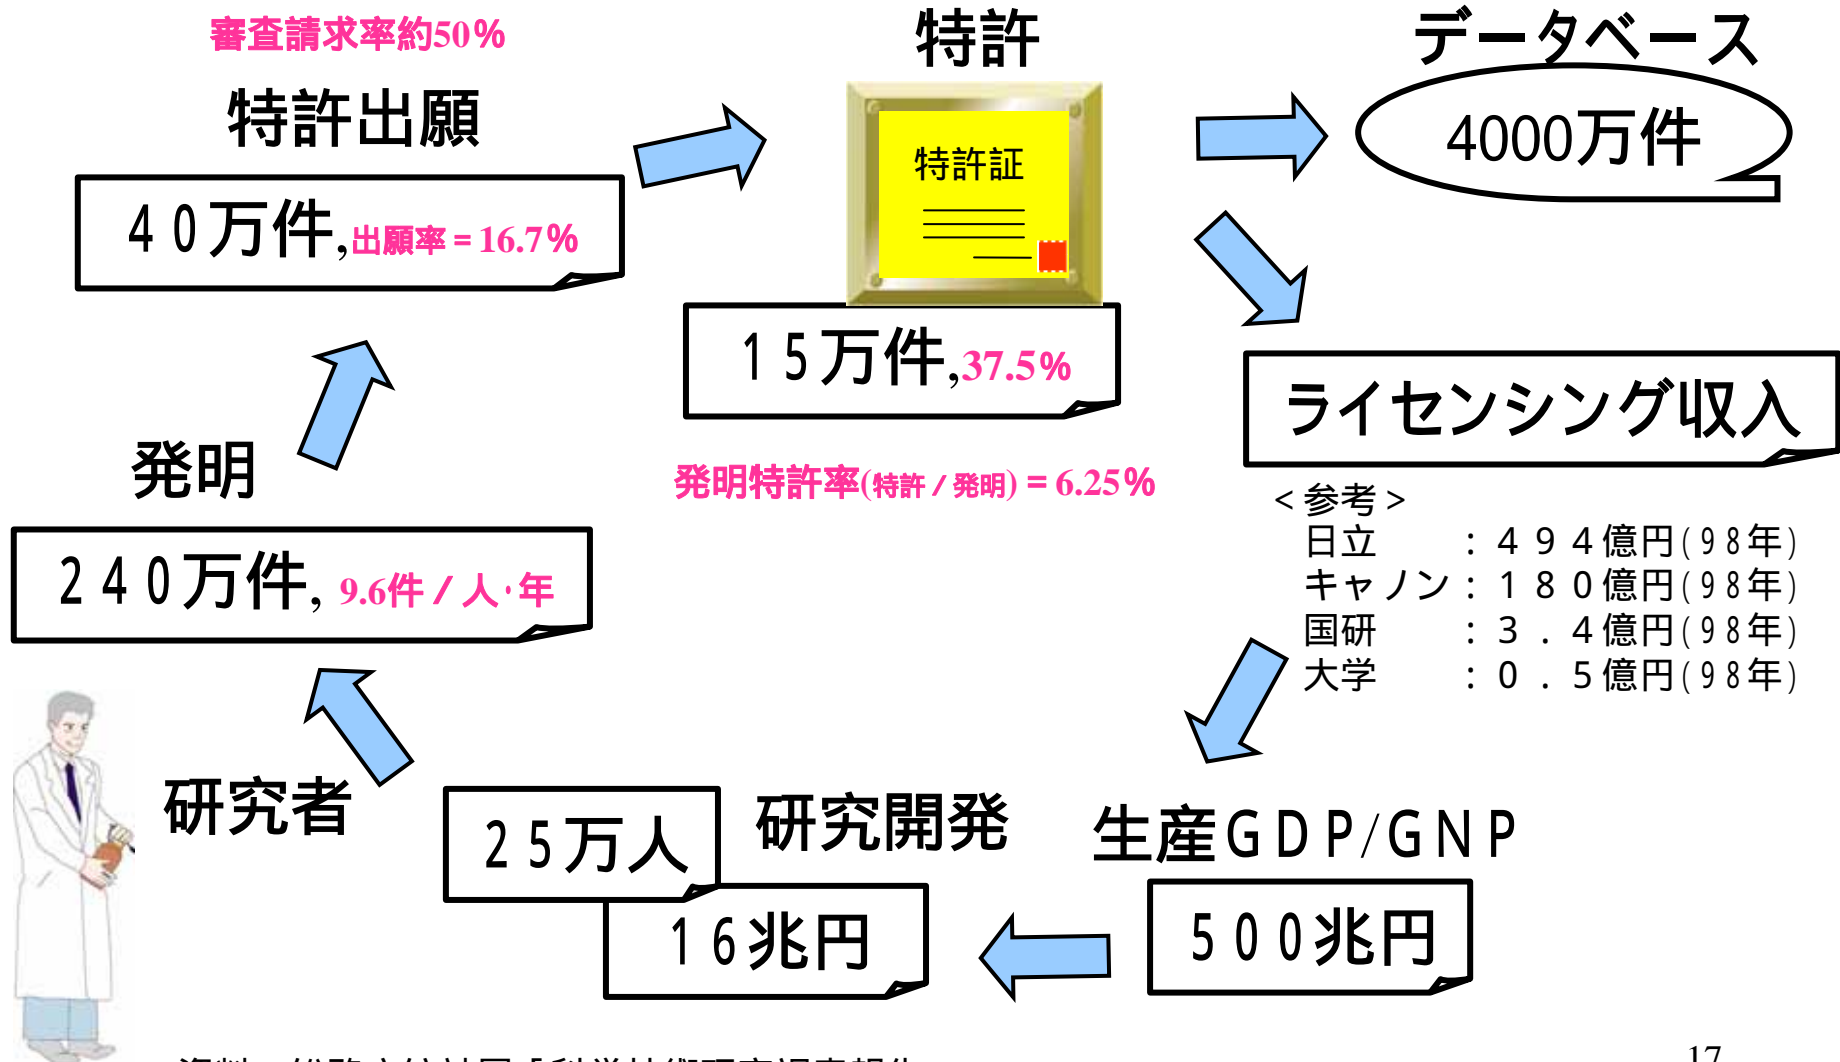 審査請求率約50%
特許出願
40万件,出願率=16.7%
特許
特許証
15万件,37.5%
発明特許率(特許/発明)=6.25%
データベース
4000万件
ライセンシング収入
<参考>
日立 :494億円(98年)
キャノン:180億円(98年)
国研 :3.4億円(98年)
大学 :0.5億円(98年)
発明
240万件, 9.6件/人・年
研究者
25万人
研究開発
16兆円
生産GDP/GNP
500兆円
17